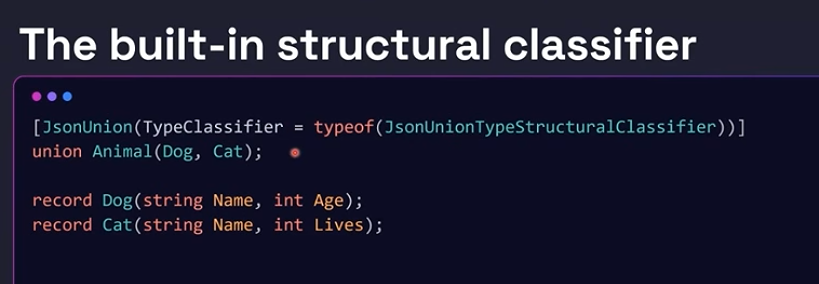 The built-in structural classifier
[JsonUnion(TypeClassifier = typeof(JsonUnionTypeStructuralClassifier))]
union Animal(Dog, Cat);
record Dog(string Name, int Age);
record Cat(string Name, int Lives);